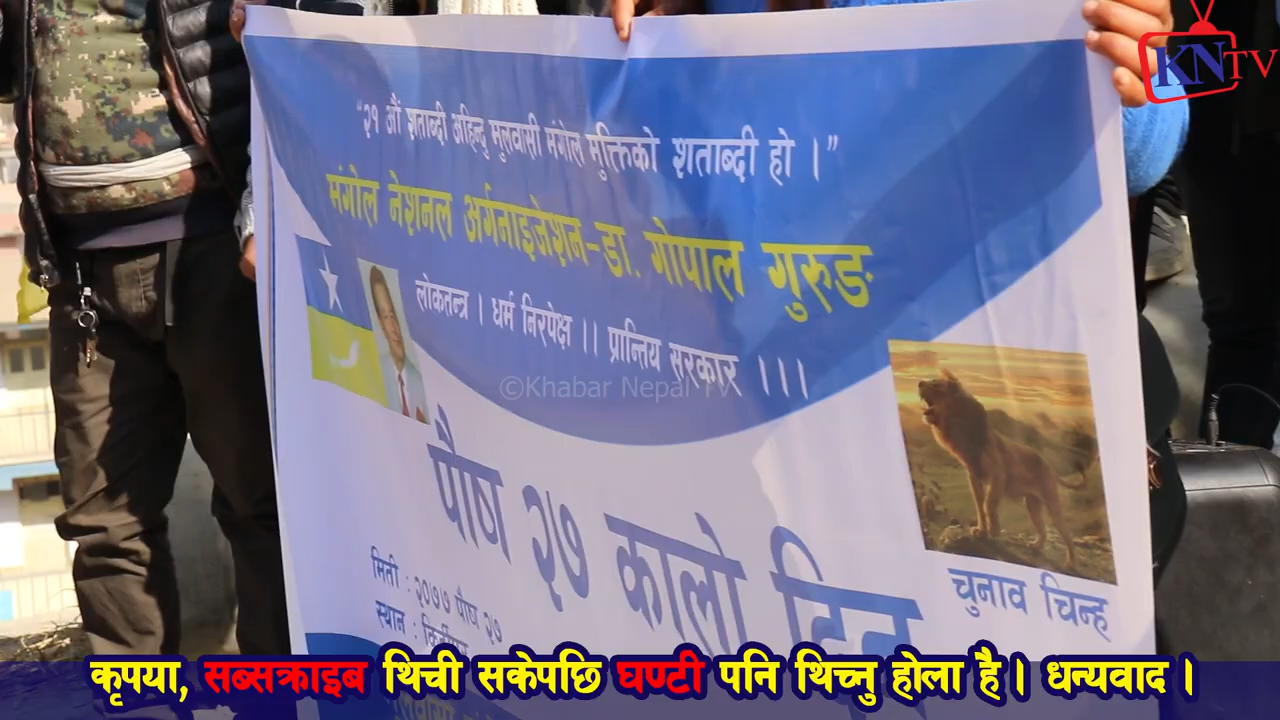 KNTV
“२१ औं शताब्दी अहिन्दु मुलवासी मंगोल मुक्तिको शताब्दी हो ।”
मंगोल नेशनल अर्गनाइजेशन-डा. गोपाल गुरुङ
लोकतन्त्र । धर्म निरपेक्ष ।। प्रान्तिय सरकार ।।।
©Khabar Nepal TV
पौष २७ कालो दिन
चुनाव चिन्ह
मिती : २०७७ पौष २७
स्थान :
कृपया, सब्सक्राइब थिची सकेपछि घण्टी पनि थिच्नु होला है । धन्यवाद ।